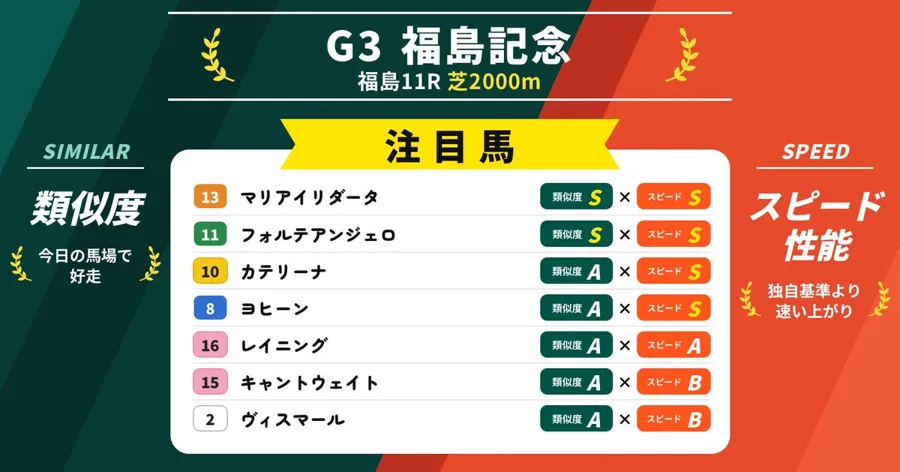 G3 福島記念
福島11R 芝2000m
SIMILAR
類似度
今日の馬場で
好走
注目馬
13 マリアイリダータ 類似度 S × スピード S
11 フォルテアンジェロ 類似度 S × スピード S
10 カテリーナ 類似度 A × スピード S
8 ヨヒーン 類似度 A × スピード S
16 レイニング 類似度 A × スピード A
15 キャントウェイト 類似度 A × スピード B
2 ヴィスマール 類似度 A × スピード B
SPEED
スピード
性能
独自基準より
速い上がり